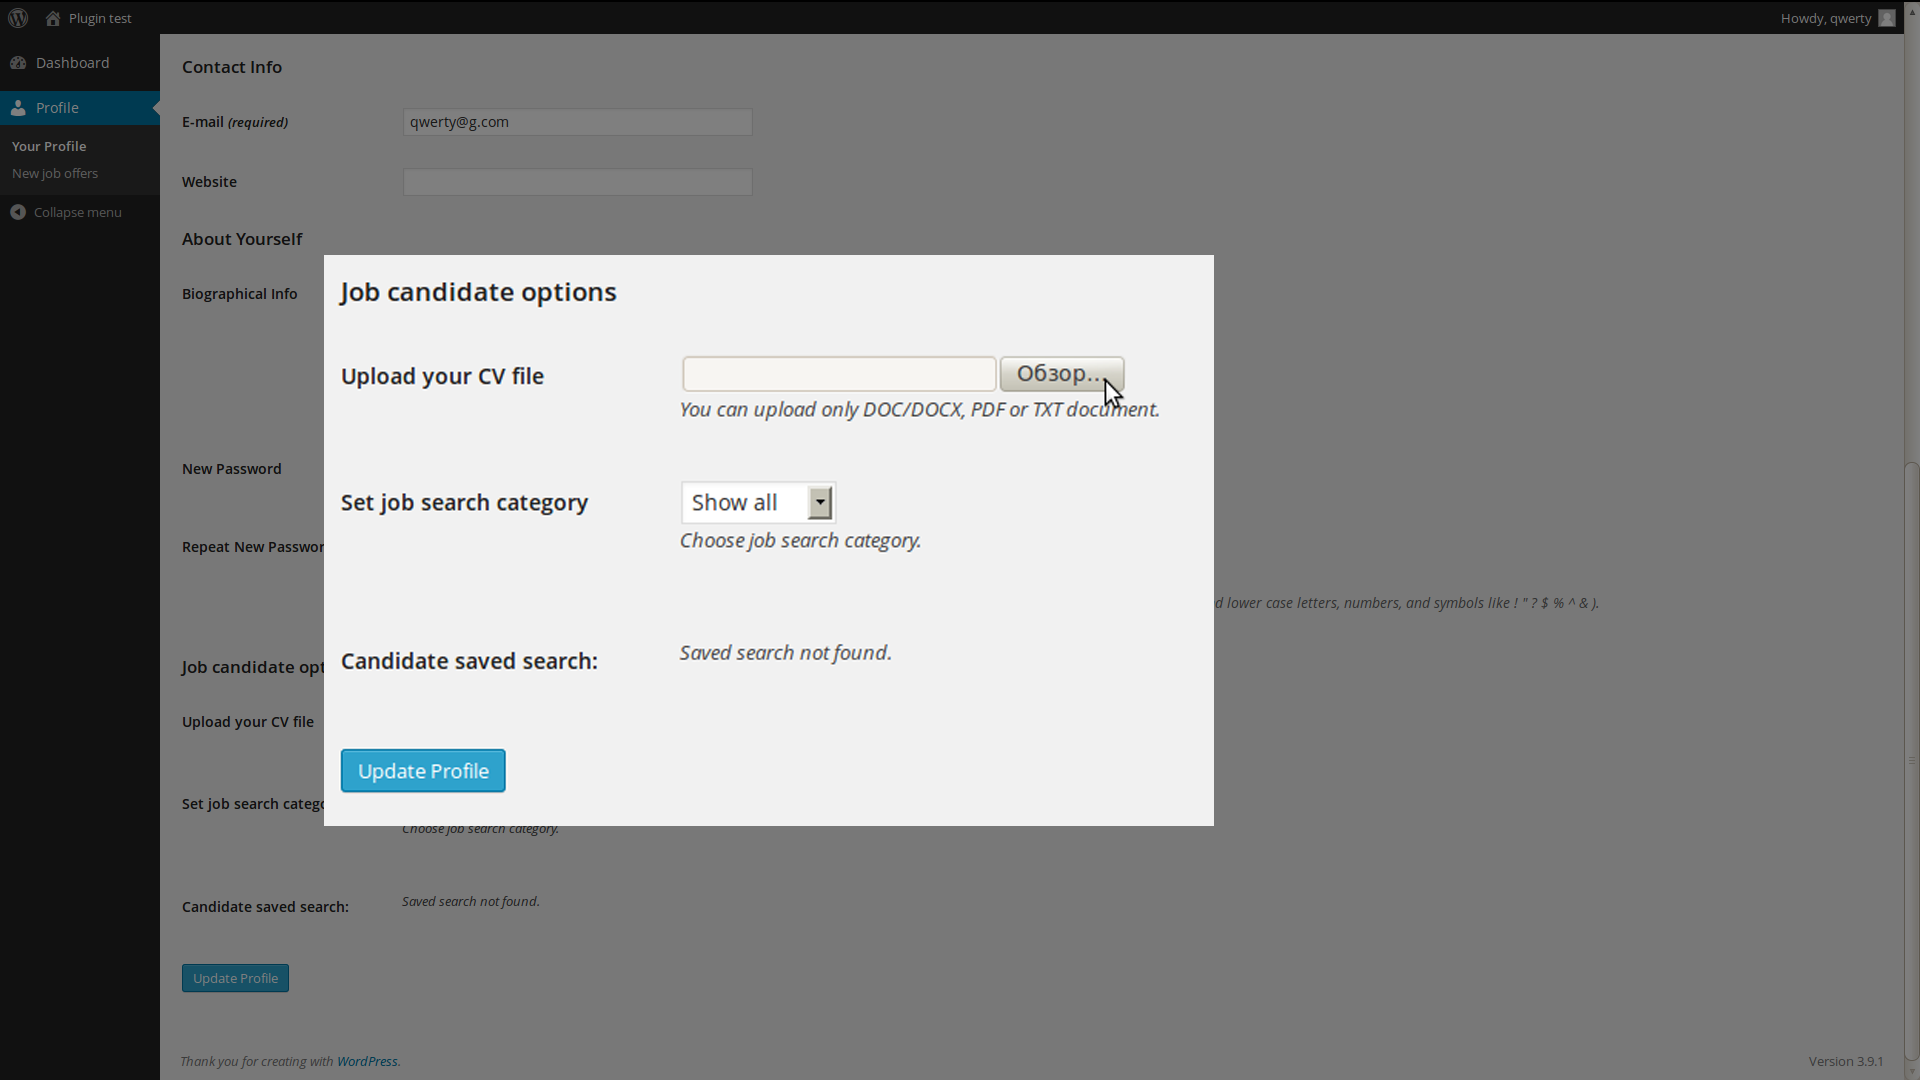 Plugin test
Howdy, qwerty
Dashboard
Profile
Your Profile
New job offers
Collapse menu
Contact Info
E-mail (required)
qwerty@g.com
Website
About Yourself
Biographical Info
New Password
Repeat New Passwor
d lower case letters, numbers, and symbols like ! " ? $ % ^ & ).
Job candidate opt
Upload your CV file
Set job search catego
Choose job search category.
Candidate saved search:
Saved search not found.
Update Profile
Job candidate options
Upload your CV file
Обзор...
You can upload only DOC/DOCX, PDF or TXT document.
Set job search category
Show all
Choose job search category.
Candidate saved search:
Saved search not found.
Update Profile
Thank you for creating with WordPress.
Version 3.9.1